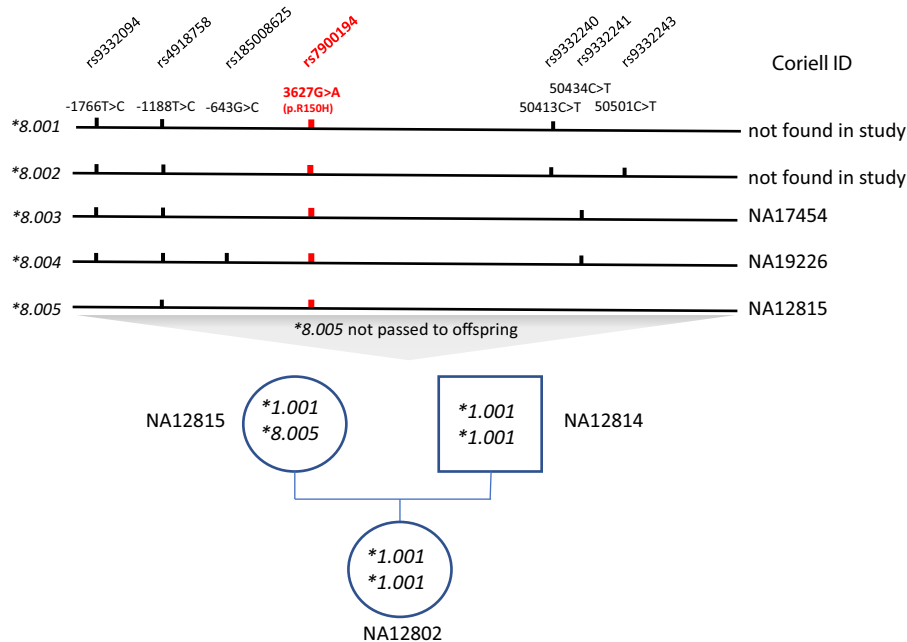 rs9332094 rs4918758 rs185008625 rs7900194 rs9332240 rs9332241 rs9332243
Coriell ID
3627G>A 50434C>T
-1766T>C -1188T>C -643G>C (p.R150H) 50413C>T 50501C>T
*8.001 not found in study
*8.002 not found in study
*8.003 NA17454
*8.004 NA19226
*8.005 NA12815
*8.005 not passed to offspring
NA12815 *1.001 *1.001 NA12814
*8.005 *1.001
*1.001
*1.001
NA12802